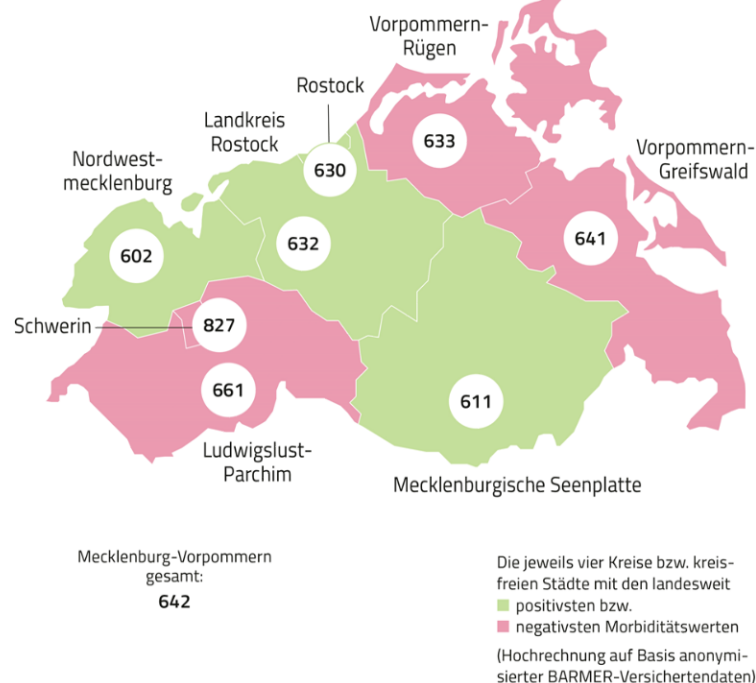 Vorpommern-
Rügen
Rostock
Landkreis
Rostock
Nordwest-
mecklenburg
Vorpommern-
Greifswald
633
630
641
632
602
Schwerin
827
661
611
Ludwigslust-
Parchim
Mecklenburgische Seenplatte
Mecklenburg-Vorpommern
gesamt:
642
Die jeweils vier Kreise bzw. kreis-
freien Städte mit den landesweit
positivsten bzw.
negativsten Morbiditätswerten
(Hochrechnung auf Basis anonymi-
sierter BARMER-Versichertendaten)